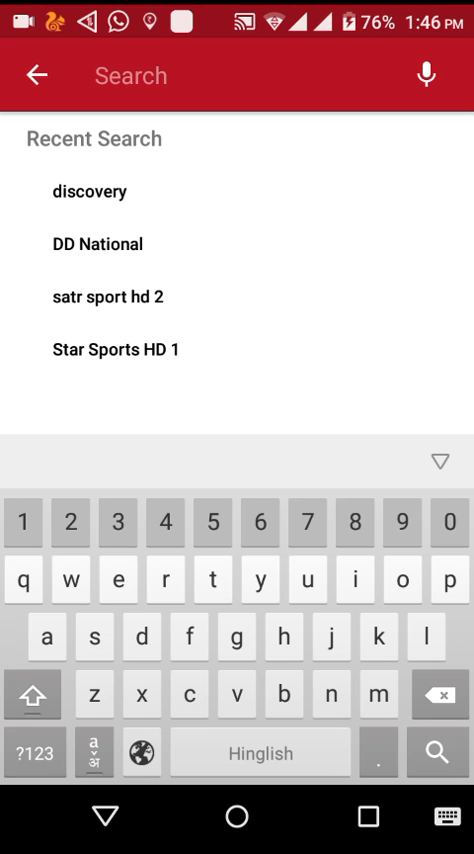 76% 1:46 PM
Search
Recent Search
discovery
DD National
satr sport hd 2
Star Sports HD 1
1 2 3 4 5 6 7 8 9 0
q w e r t y u i o p
a s d f g h j k l
z x c v b n m
?123 a अ Hinglish .